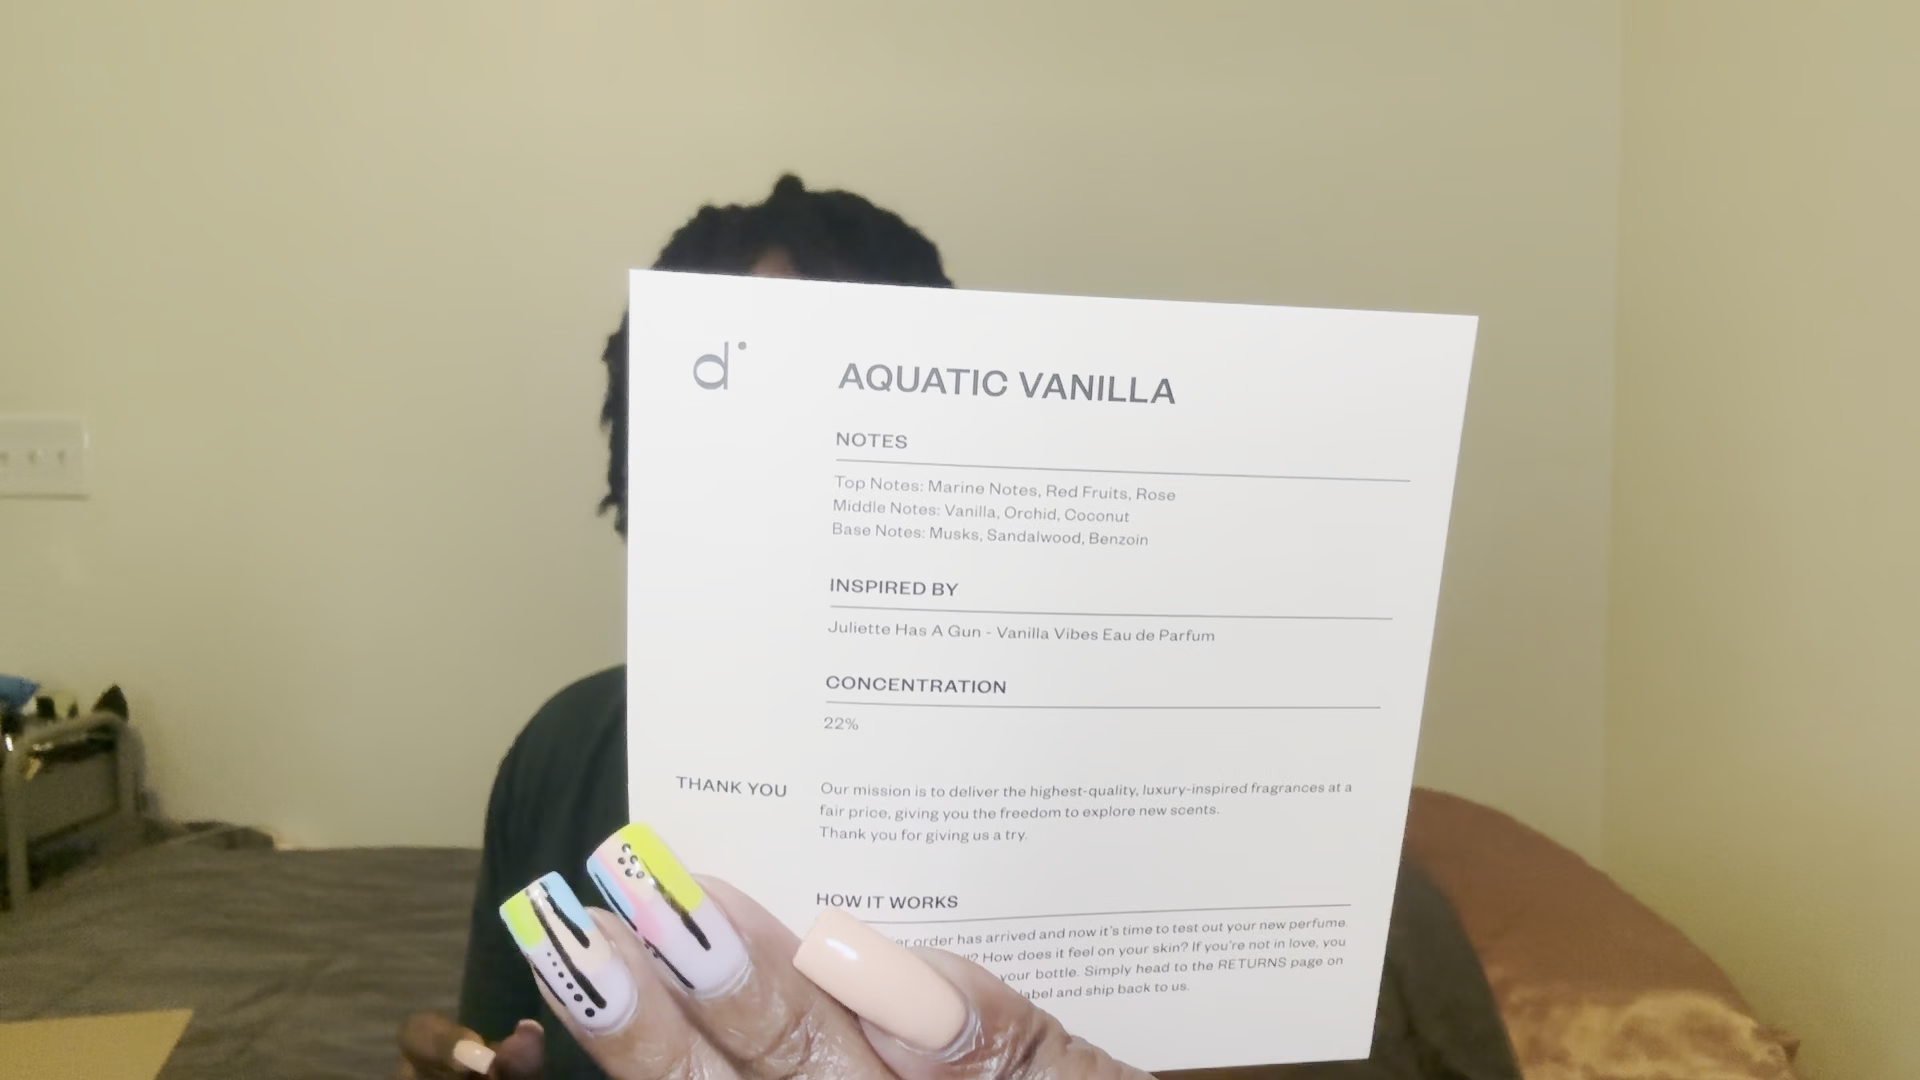 d
AQUATIC VANILLA
NOTES
Top Notes: Marine Notes, Red Fruits, Rose
Middle Notes: Vanilla, Orchid, Coconut
Base Notes: Musks, Sandalwood, Benzoin
INSPIRED BY
Juliette Has A Gun - Vanilla Vibes Eau de Parfum
CONCENTRATION
22%
THANK YOU
Our mission is to deliver the highest-quality, luxury-inspired fragrances at a
fair price, giving you the freedom to explore new scents.
Thank you for giving us a try.
HOW IT WORKS
order has arrived and now it's time to test out your new perfume.
How does it feel on your skin? If you're not in love, you
your bottle. Simply head to the RETURNS page on
label and ship back to us.